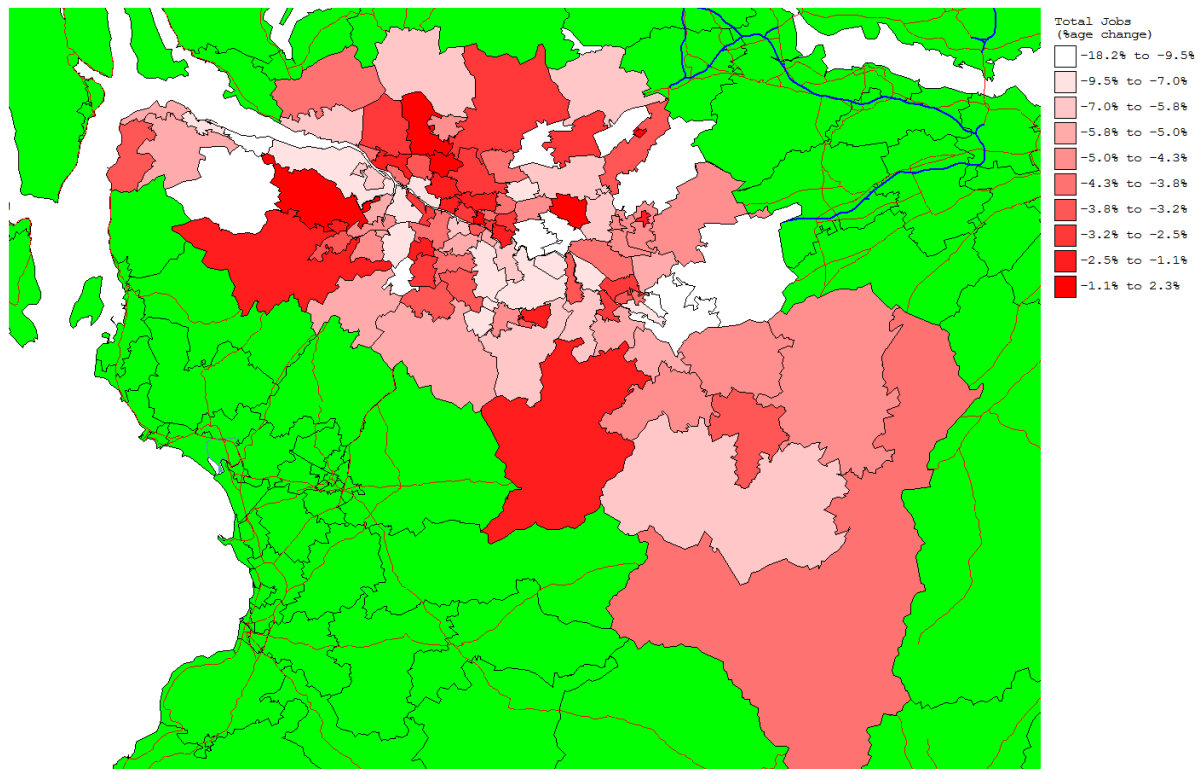 Total Jobs
(%age change)
-18.2% to -9.5%
-9.5% to -7.0%
-7.0% to -5.8%
-5.8% to -5.0%
-5.0% to -4.3%
-4.3% to -3.8%
-3.8% to -3.2%
-3.2% to -2.5%
-2.5% to -1.1%
-1.1% to 2.3%